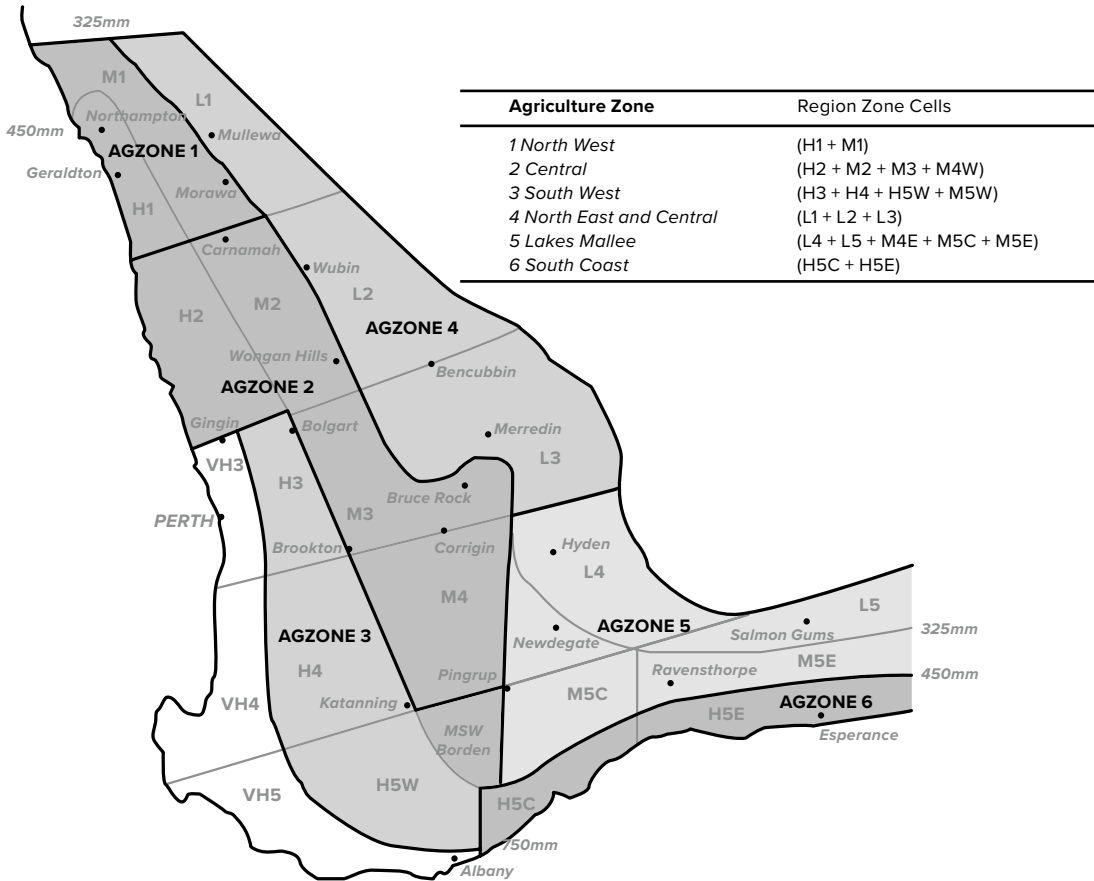 325mm
M1
L1
Northampton
450mm
Mullewa
AGZONE 1
Geraldton
Morawa
H1
Agriculture Zone Region Zone Cells
1 North West (H1 + M1)
2 Central (H2 + M2 + M3 + M4W)
3 South West (H3 + H4 + H5W + M5W)
4 North East and Central (L1 + L2 + L3)
5 Lakes Mallee (L4 + L5 + M4E + M5C + M5E)
6 South Coast (H5C + H5E)
Carnamah
Wubin
L2
M2
H2
AGZONE 4
Wongan Hills
Bencubbin
AGZONE 2
Gingin
Bolgart
Merredin
VH3
L3
H3
Bruce Rock
M3
PERTH
Brookton
Corrigin
Hyden
L4
M4
L5
AGZONE 5
AGZONE 3
Newdegate
Salmon Gums
325mm
H4
M5E
Pingrup
Ravensthorpe
450mm
M5C
VH4
Katanning
AGZONE 6
H5E
MSW
Borden
Esperance
H5W
VH5
H5C
750mm
Albany